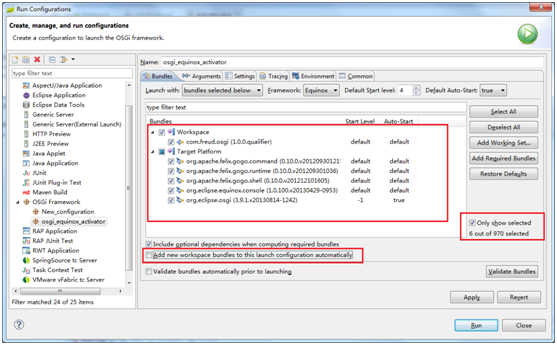 Run Configurations
Create, manage, and run configurations
Create a configuration to launch the OSGi framework.
type filter text
AspectJ/Java Application
Eclipse Application
Eclipse Data Tools
Generic Server
Generic Server(External Launch)
HTTP Preview
J2EE Preview
Java Applet
Java Application
JUnit
JUnit Plug-in Test
Maven Build
OSGi Framework
New_configuration
osgi_equinox_activator
RAP Application
RAP JUnit Test
RWT Application
SpringSource tc Server
Task Context Test
VMware vfabric tc Server
Filter matched 24 of 25 items
Name: osgi_equinox_activator
Bundles Arguments Settings Tracing Environment Common
Launch with: bundles selected below Framework: Equinox Default Start level: 4 Default Auto-Start: true
type filter text
Bundles Start Level Auto-Start
Workspace
com.freud.osgi (1.0.0.qualifier) default default
Target Platform
org.apache.felix.gogo.command (0.10.0.v20120930121 default default
org.apache.felix.gogo.runtime (0.10.0.v201209301036) default default
org.apache.felix.gogo.shell (0.10.0.v201212101605) default default
org.eclipse.equinox.console (1.0.100.v20130429-0953) default default
org.eclipse.osgi (3.9.1.v20130814-1242) -1 true
Select All
Deselect All
Add Working Set...
Add Required Bundles
Restore Defaults
Only show selected
6 out of 970 selected
Include optional dependencies when computing required bundles
Add new workspace bundles to this launch configuration automatically
Validate bundles automatically prior to launching
Validate Bundles
Apply
Revert
Run
Close